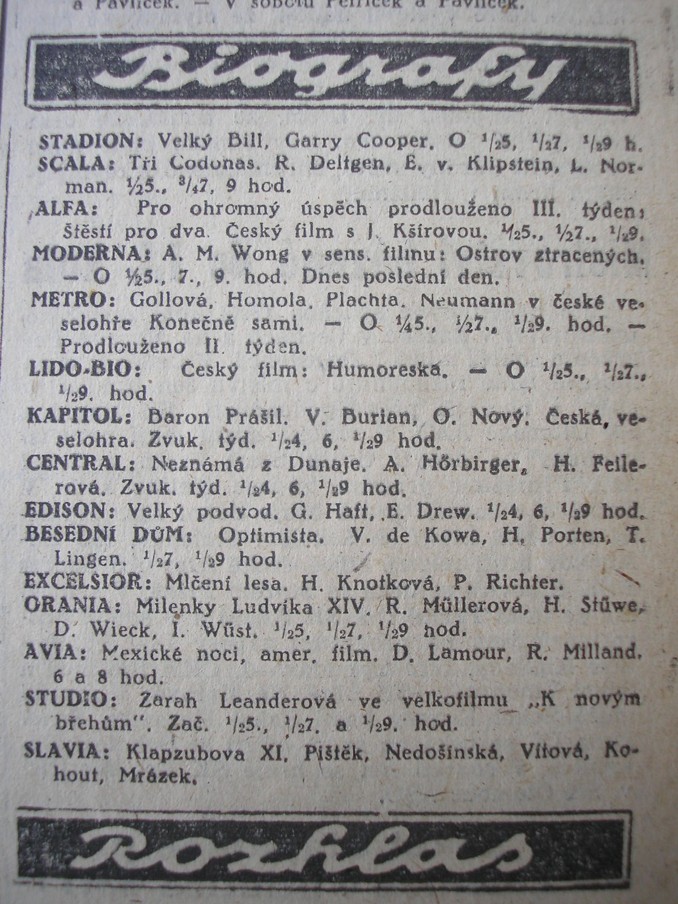 a Pavlíček. — V sobotu Petříček a Pavlíček.
Biografy
STADION: Velký Bill, Garry Cooper. O ½5, ½7, ½9 h.
SCALA: Tři Codonas. R. Deltgen, E. v. Klipstein, L. Nor-
man. ½5., ¾7, 9 hod.
ALFA: Pro ohromný úspěch prodlouženo III. týden:
Štěstí pro dva. Český film s J. Kšírovou. ½5., ½7., ½9.
MODERNA: A. M. Wong v sens. filmu: Ostrov ztracených.
— O ½5., 7., 9. hod. Dnes poslední den.
METRO: Gollová, Homola, Plachta, Neumann v české ve-
selohře Konečně sami. — O ¼5., ½7., ½9. hod. —
Prodlouženo II. týden.
LIDO-BIO: Český film: Humoreska. — O ½5., ½7.,
½9. hod.
KAPITOL: Baron Prášil. V. Burian, O. Nový. Česká ve-
selohra. Zvuk. týd. ½4, 6, ½9 hod.
CENTRAL: Neznámá z Dunaje. A. Hörbirger, H. Feile-
rová. Zvuk. týd. ½4, 6, ½9 hod.
EDISON: Velký podvod. G. Haft, E. Drew. ½4, 6, ½9 hod.
BESEDNÍ DŮM: Optimista. V. de Kowa, H. Porten, T.
Lingen. ½7, ½9 hod.
EXCELSIOR: Mlčení lesa. H. Knotková, P. Richter.
ORANIA: Milenky Ludvíka XIV. R. Müllerová, H. Stüwe,
D. Wieck, I. Wüst. ½5, ½7, ½9 hod.
AVIA: Mexické noci, amer. film. D. Lamour, R. Milland.
6 a 8 hod.
STUDIO: Zarah Leanderová ve velkofilmu „K novým
břehům". Zač. ½5., ½7. a ½9. hod.
SLAVIA: Klapzubova XI. Pištěk, Nedošinská, Vítová, Ko-
hout, Mrázek.
Rozhlas